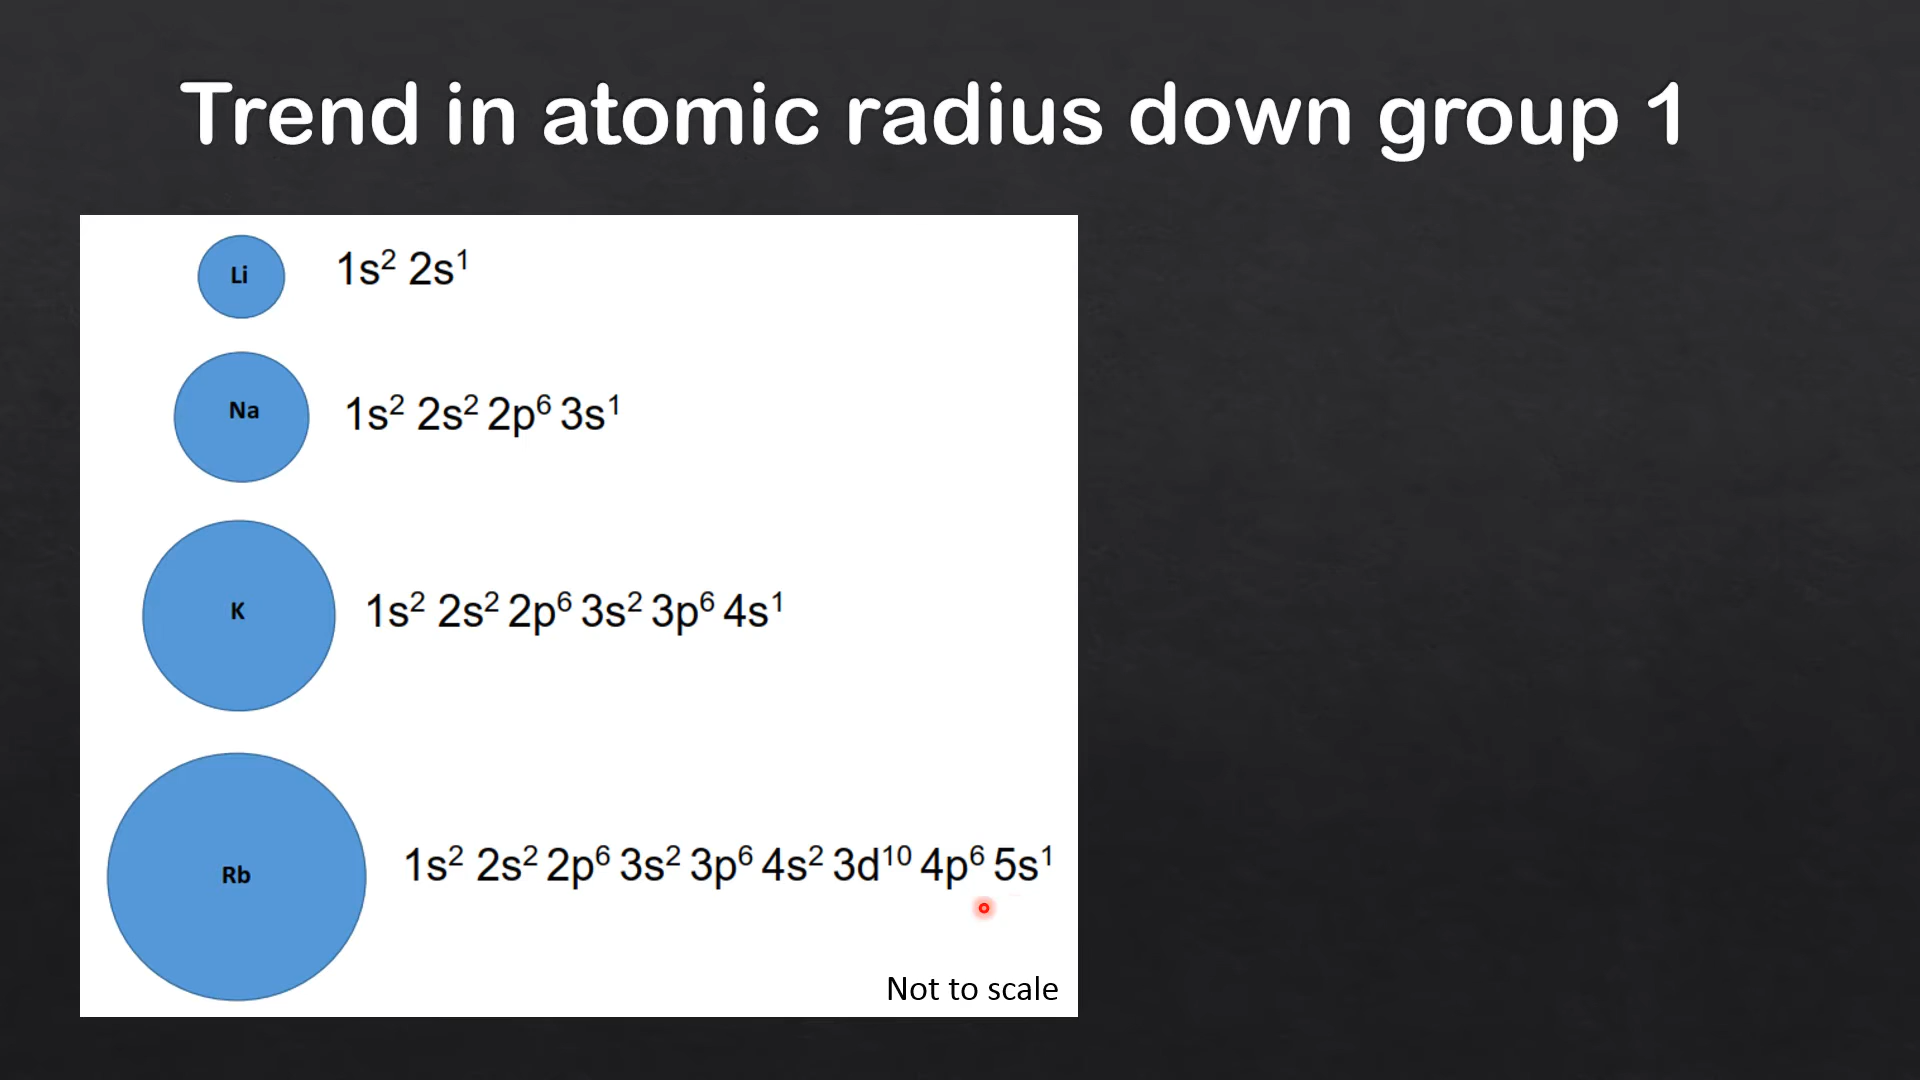 Trend in atomic radius down group 1
Li 1s² 2s¹
Na 1s² 2s² 2p⁶ 3s¹
K 1s² 2s² 2p⁶ 3s² 3p⁶ 4s¹
Rb 1s² 2s² 2p⁶ 3s² 3p⁶ 4s² 3d¹⁰ 4p⁶ 5s¹
Not to scale